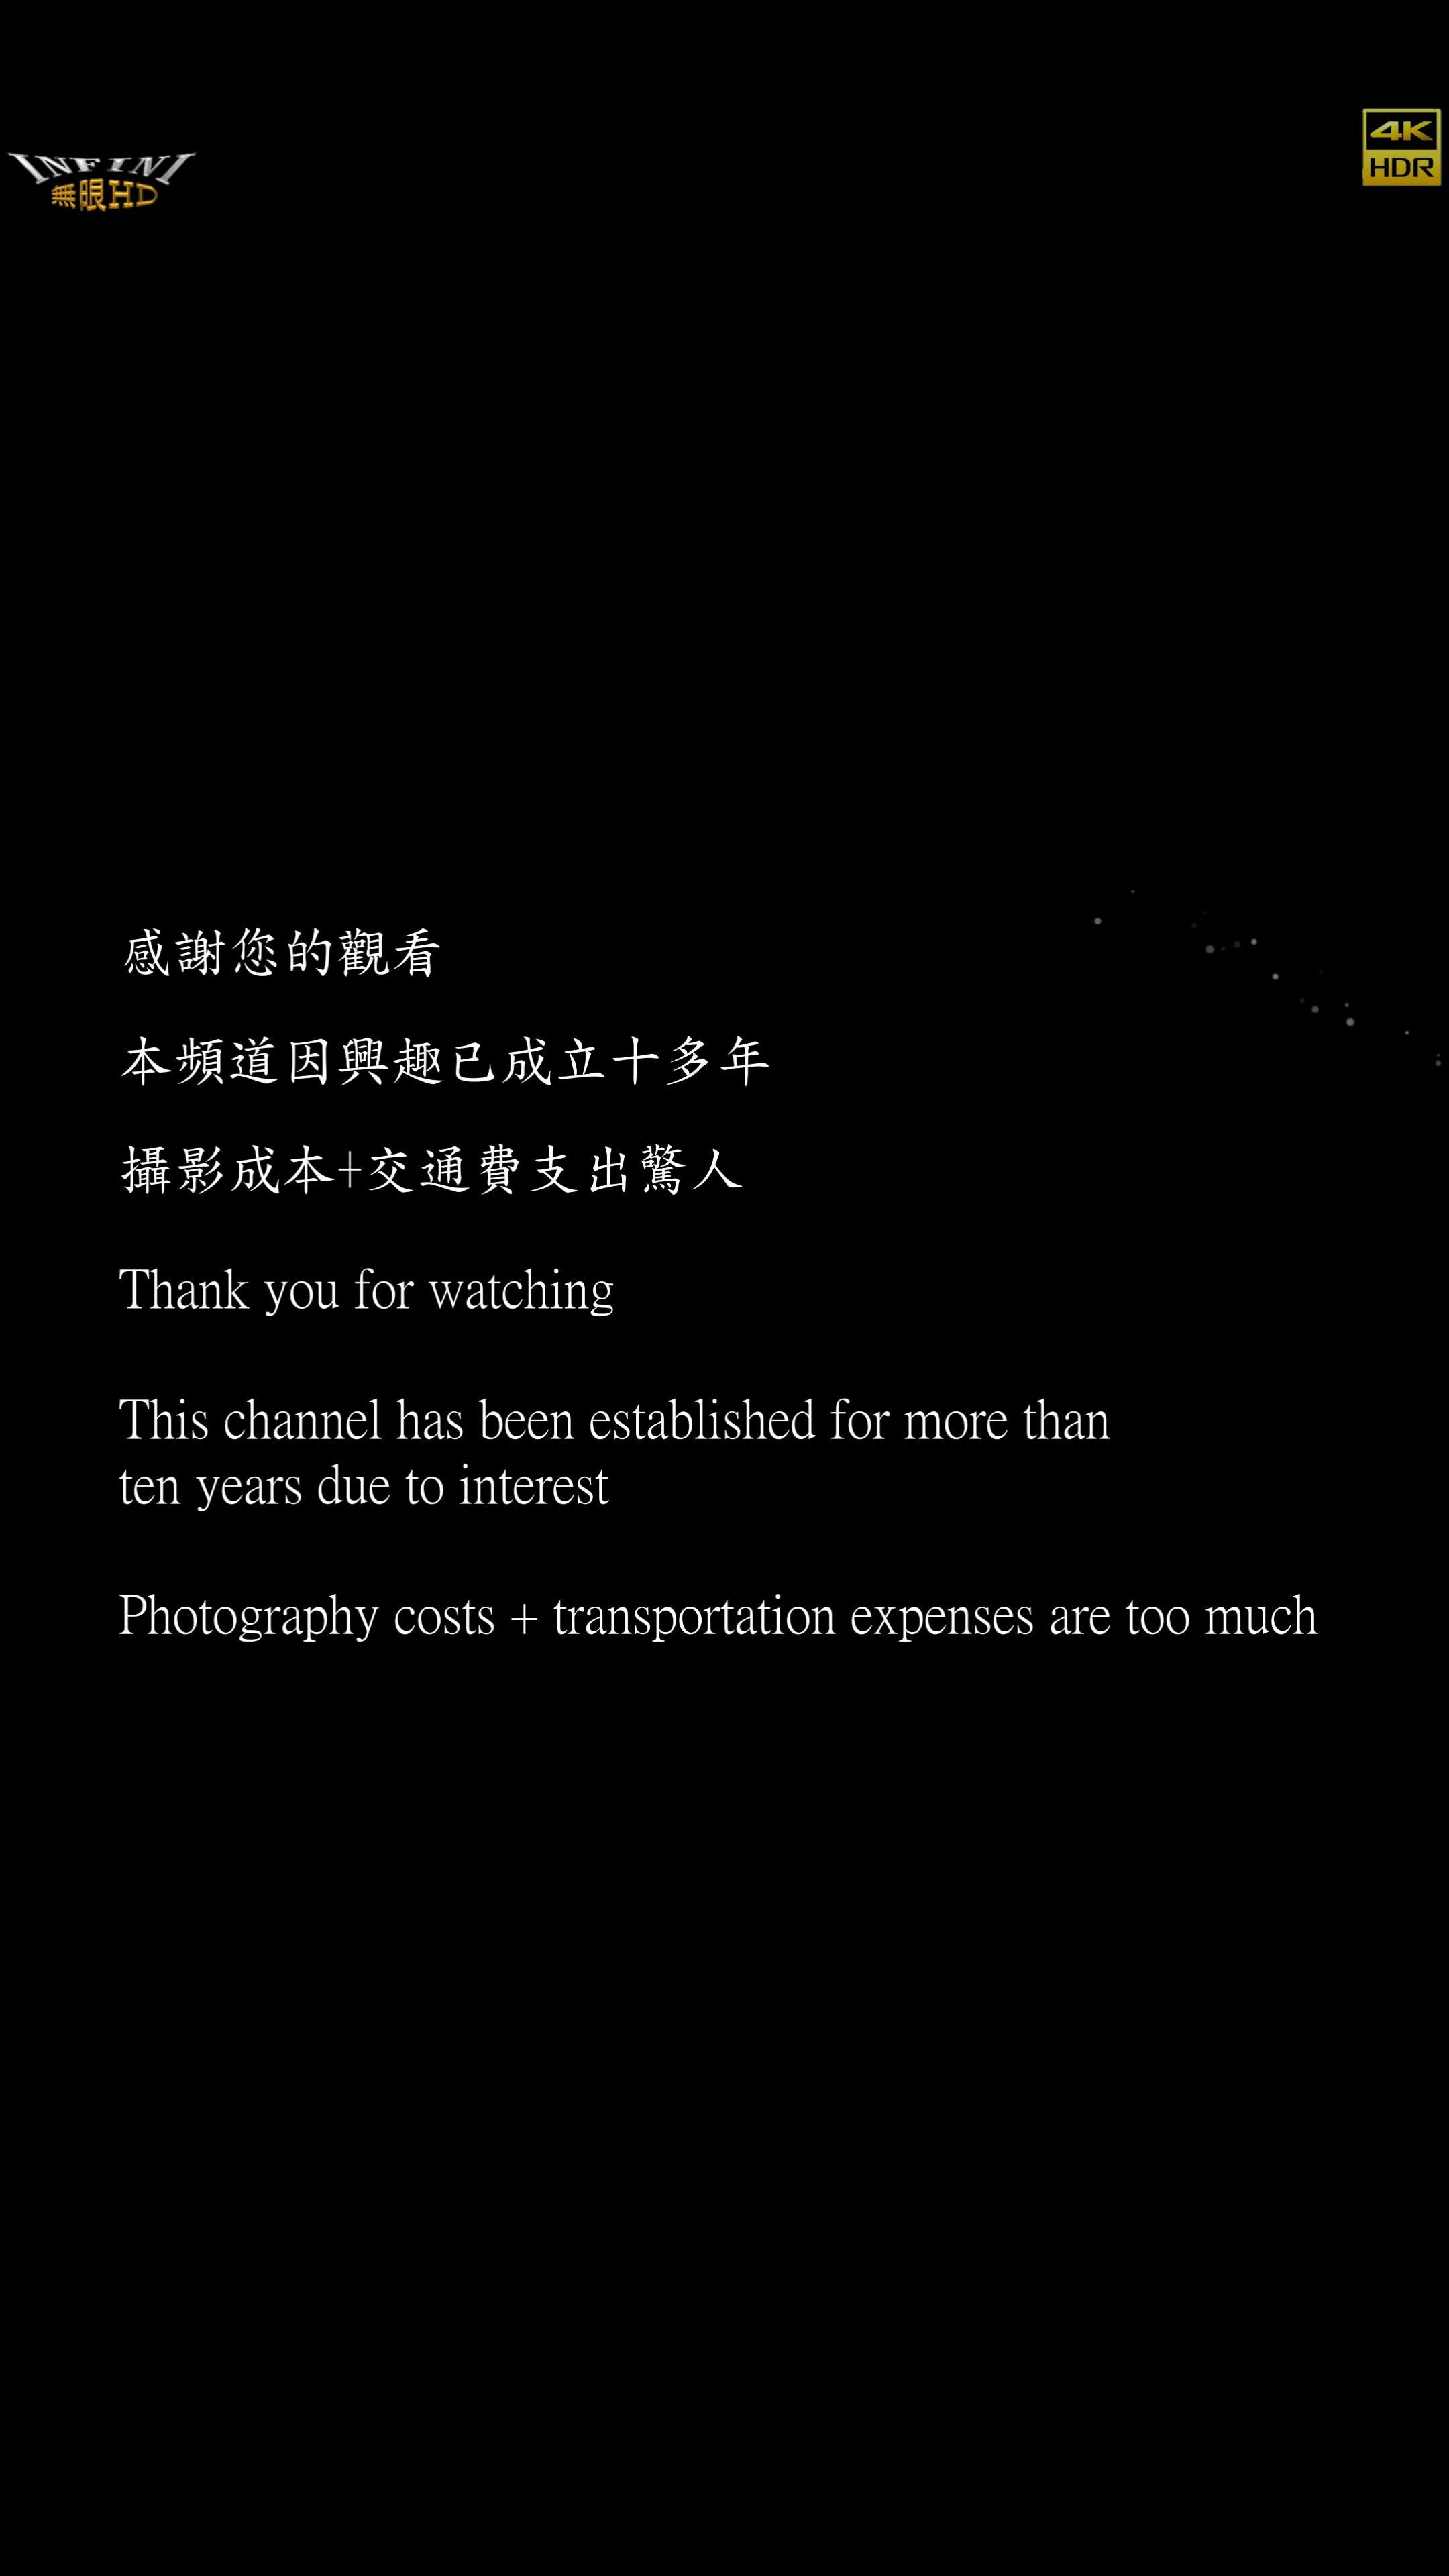 INFINI
無限HD
4K
HDR
感謝您的觀看
本頻道因興趣已成立十多年
攝影成本+交通費支出驚人
Thank you for watching
This channel has been established for more than
ten years due to interest
Photography costs + transportation expenses are too much